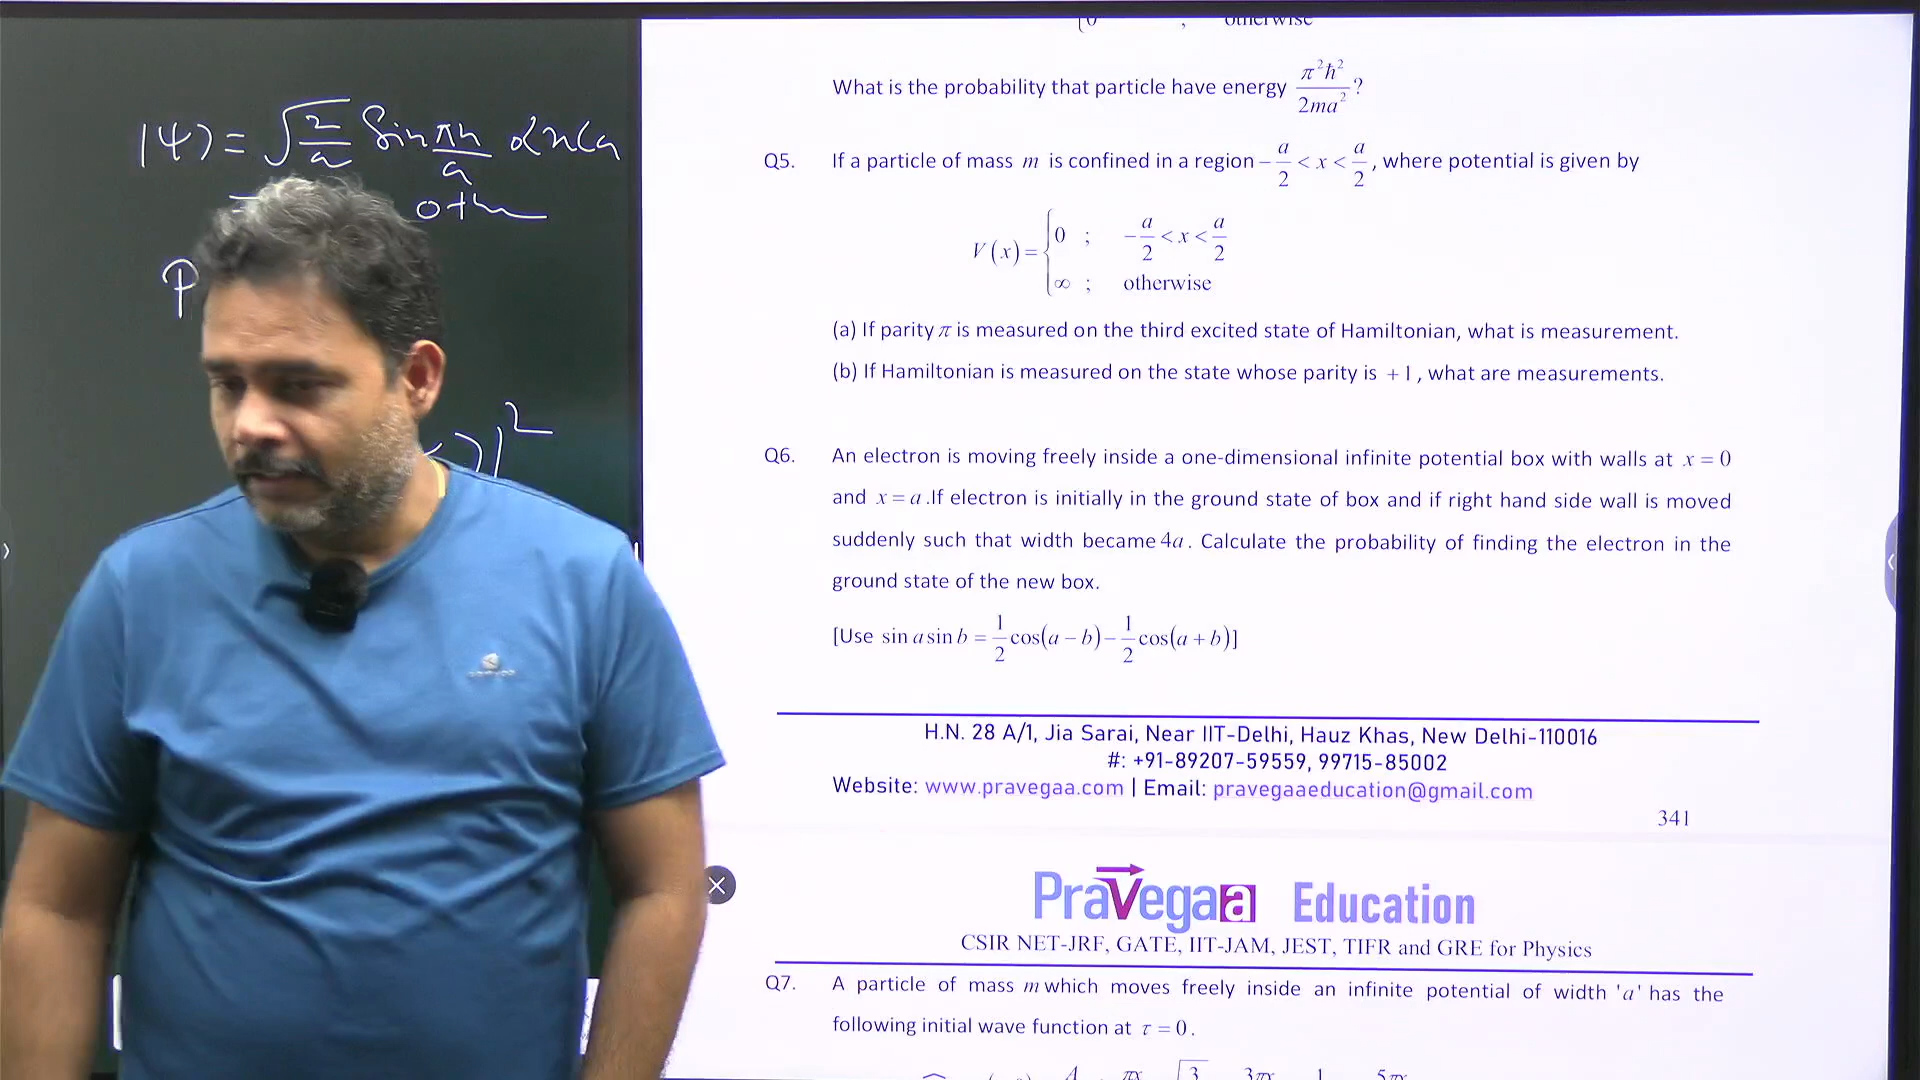 |ψ) = √2/a Sin πx/a 0<x<a
oth
P
)|²
otherwise
What is the probability that particle have energy π²ħ²/2ma²?
Q5. If a particle of mass m is confined in a region −a/2 < x < a/2, where potential is given by
V(x) = {0 ; −a/2 < x < a/2
∞ ; otherwise
(a) If parity π is measured on the third excited state of Hamiltonian, what is measurement.
(b) If Hamiltonian is measured on the state whose parity is +1, what are measurements.
Q6. An electron is moving freely inside a one-dimensional infinite potential box with walls at x = 0
and x = a .If electron is initially in the ground state of box and if right hand side wall is moved
suddenly such that width became 4a. Calculate the probability of finding the electron in the
ground state of the new box.
[Use sin a sin b = 1/2 cos(a − b) − 1/2 cos(a + b)]
H.N. 28 A/1, Jia Sarai, Near IIT-Delhi, Hauz Khas, New Delhi-110016
#: +91-89207-59559, 99715-85002
Website: www.pravegaa.com | Email: pravegaaeducation@gmail.com
341
Pravegaa Education
CSIR NET-JRF, GATE, IIT-JAM, JEST, TIFR and GRE for Physics
Q7. A particle of mass m which moves freely inside an infinite potential of width 'a' has the
following initial wave function at τ = 0.